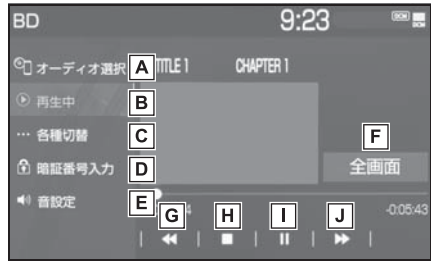 BD 9:23 DCM
オーディオ選択 A TITLE 1 CHAPTER 1
再生中 B
各種切替 C
F
暗証番号入力 D
全画面
音設定 E
G H I J -0:05:43